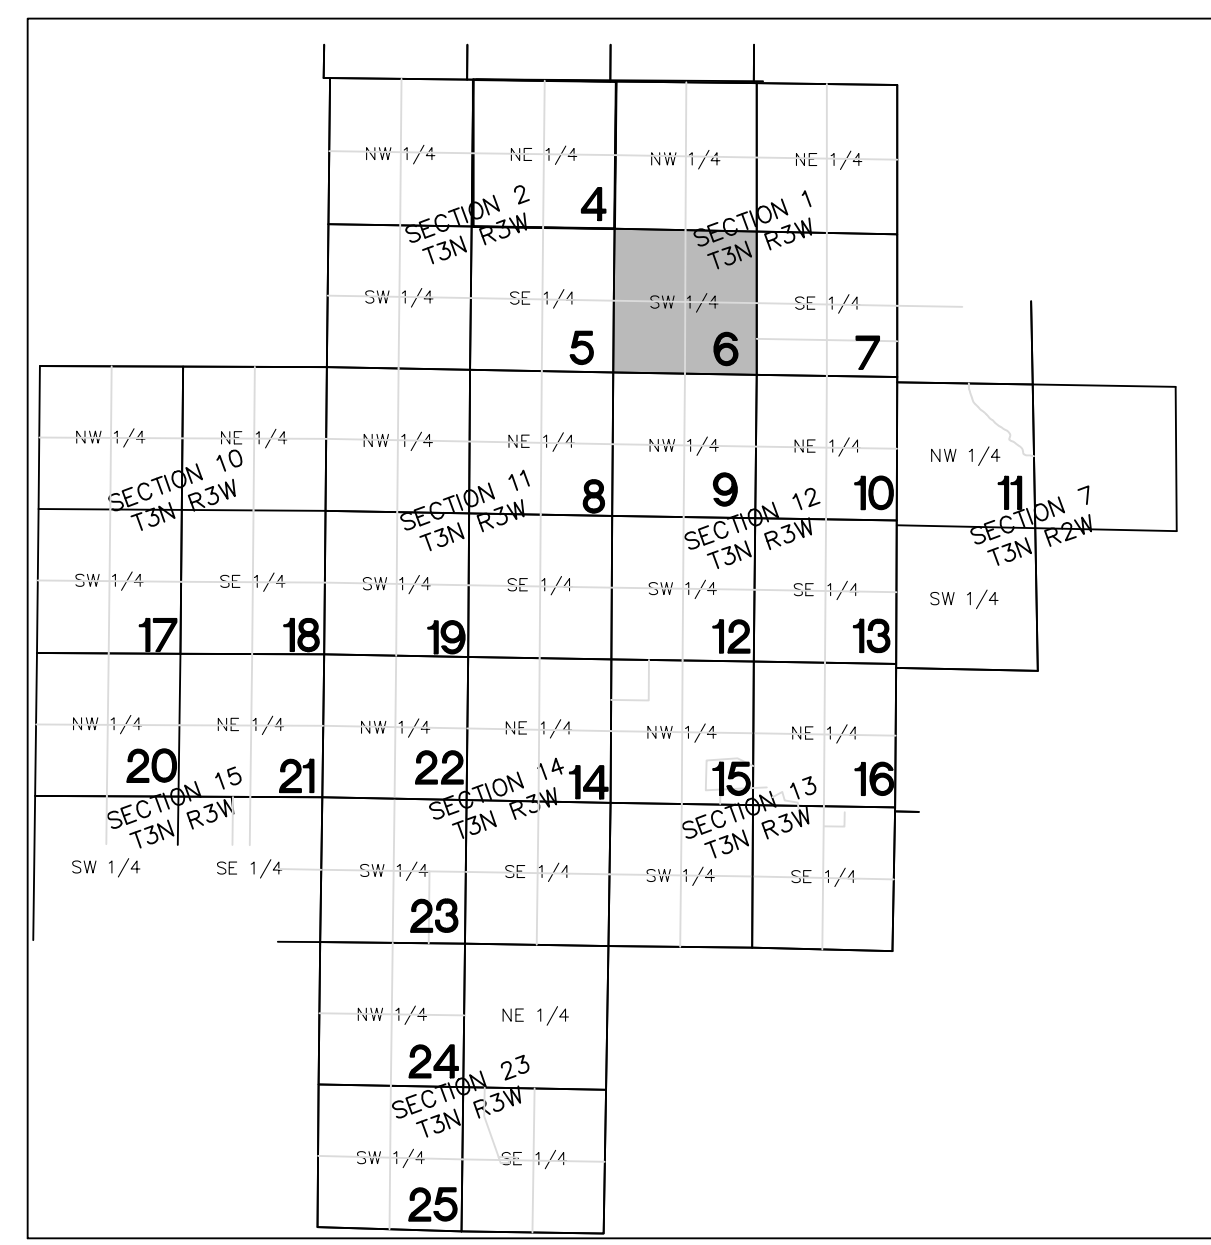 NW 1/4
NE 1/4
NW 1/4
NE 1/4
4
SECTION 2
T3N R3W
SECTION 1
T3N R3W
SW 1/4
SE 1/4
SW 1/4
SE 1/4
5
6
7
NW 1/4
NE 1/4
NW 1/4
NE 1/4
NW 1/4
NE 1/4
NW 1/4
SECTION 10
T3N R3W
SECTION 11
T3N R3W
8
9
SECTION 12
T3N R3W
10
11
SECTION 7
T3N R2W
SW 1/4
SE 1/4
SW 1/4
SE 1/4
SW 1/4
SE 1/4
SW 1/4
17
18
19
12
13
NW 1/4
NE 1/4
NW 1/4
NE 1/4
NW 1/4
NE 1/4
20
21
22
14
15
16
SECTION 15
T3N R3W
SECTION 14
T3N R3W
SECTION 13
T3N R3W
SW 1/4
SE 1/4
SW 1/4
SE 1/4
SW 1/4
SE 1/4
23
NW 1/4
NE 1/4
24
SECTION 23
T3N R3W
SW 1/4
SE 1/4
25